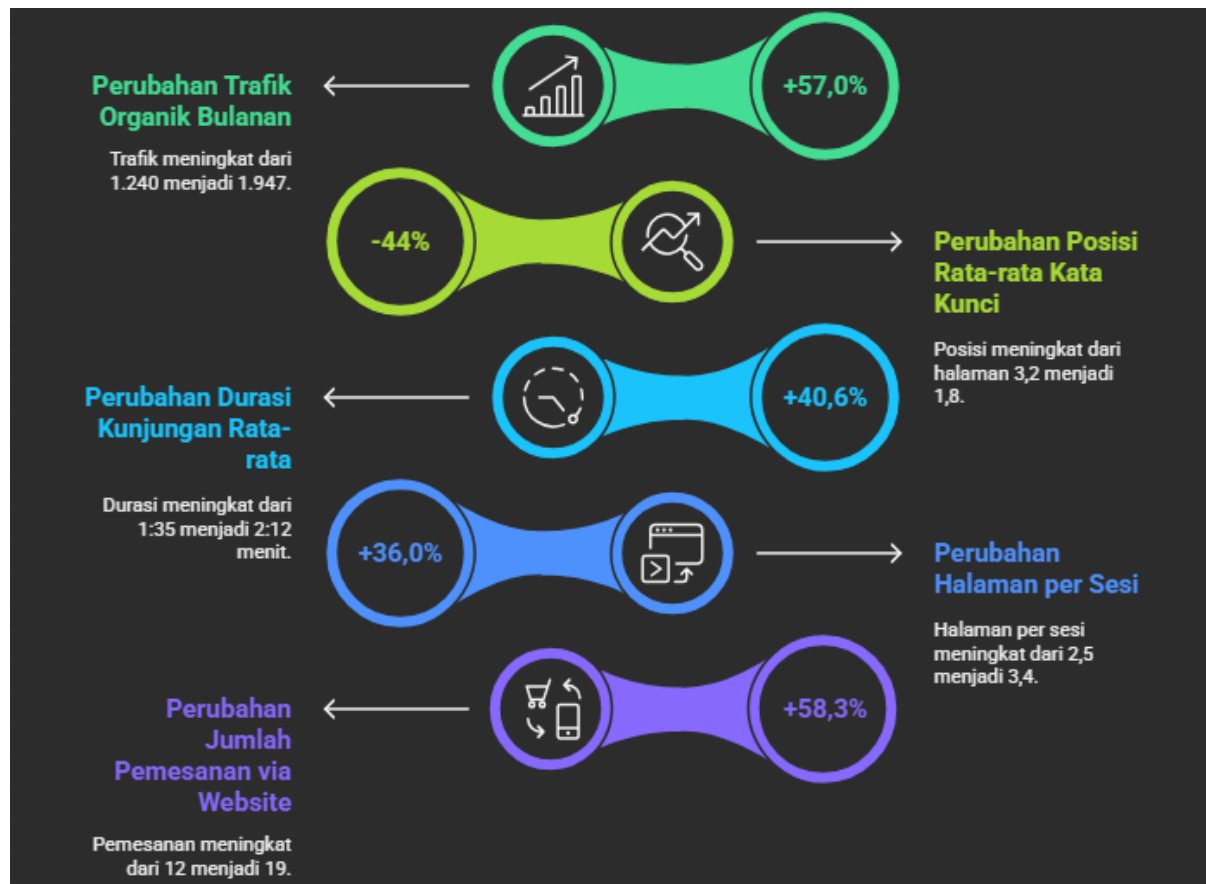 Perubahan Trafik
Organik Bulanan
Trafik meningkat dari
1.240 menjadi 1.947.
+57,0%
-44%
Perubahan Posisi
Rata-rata Kata
Kunci
Posisi meningkat dari
halaman 3,2 menjadi
1,8.
Perubahan Durasi
Kunjungan Rata-
rata
Durasi meningkat dari
1:35 menjadi 2:12
menit.
+40,6%
+36,0%
Perubahan
Halaman per Sesi
Halaman per sesi
meningkat dari 2,5
menjadi 3,4.
Perubahan
Jumlah
Pemesanan via
Website
Pemesanan meningkat
dari 12 menjadi 19.
+58,3%